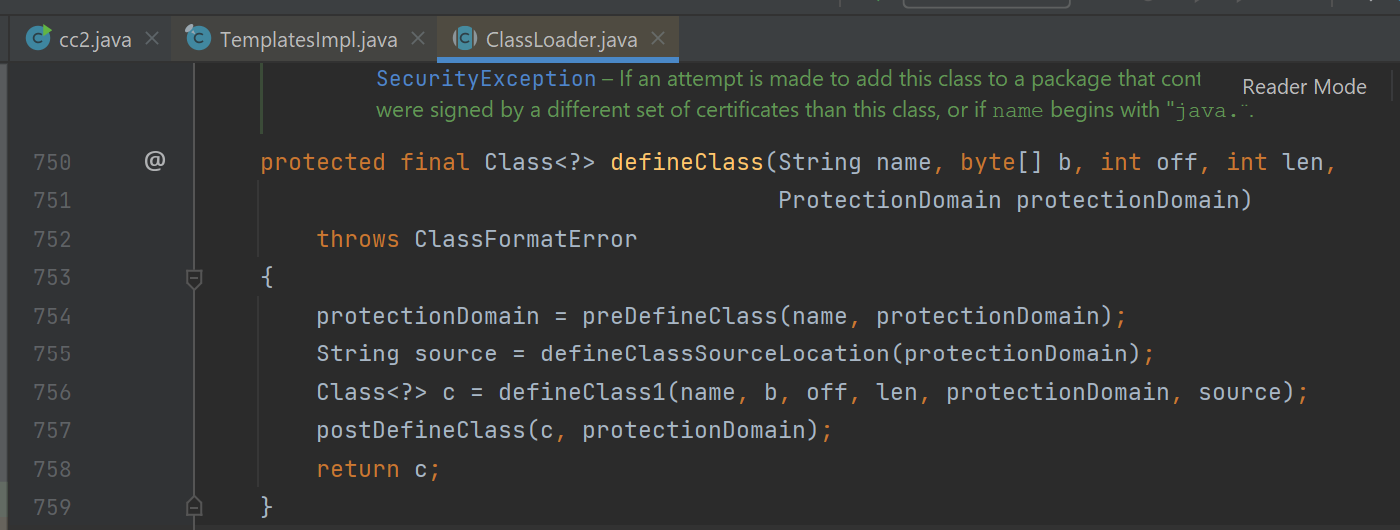 cc2.java TemplatesImpl.java ClassLoader.java
SecurityException – If an attempt is made to add this class to a package that
Reader Mode
were signed by a different set of certificates than this class, or if name begins with "java.".
750 @ protected final Class<?> defineClass(String name, byte[] b, int off, int len,
751 ProtectionDomain protectionDomain)
752 throws ClassFormatError
753 {
754 protectionDomain = preDefineClass(name, protectionDomain);
755 String source = defineClassSourceLocation(protectionDomain);
756 Class<?> c = defineClass1(name, b, off, len, protectionDomain, source);
757 postDefineClass(c, protectionDomain);
758 return c;
759 }